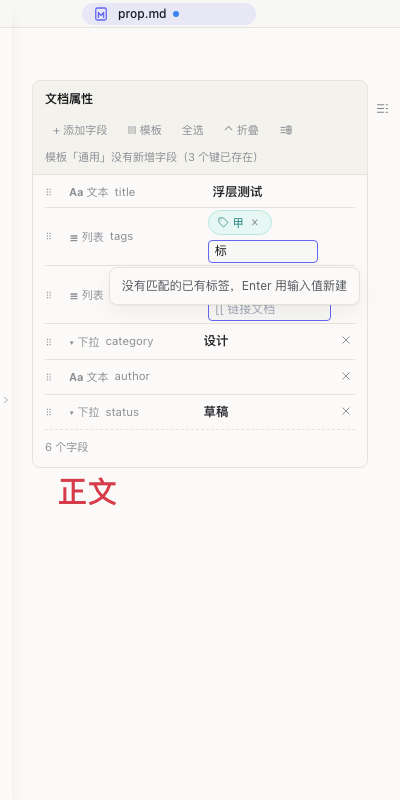 prop.md
文档属性
+ 添加字段 模板 全选 折叠
模板「通用」没有新增字段（3 个键已存在）
Aa 文本 title 浮层测试
列表 tags 甲 ×
标
没有匹配的已有标签，Enter 用输入值新建
列表
[[ 链接文档
下拉 category 设计 ×
Aa 文本 author ×
下拉 status 草稿 ×
6 个字段
正文